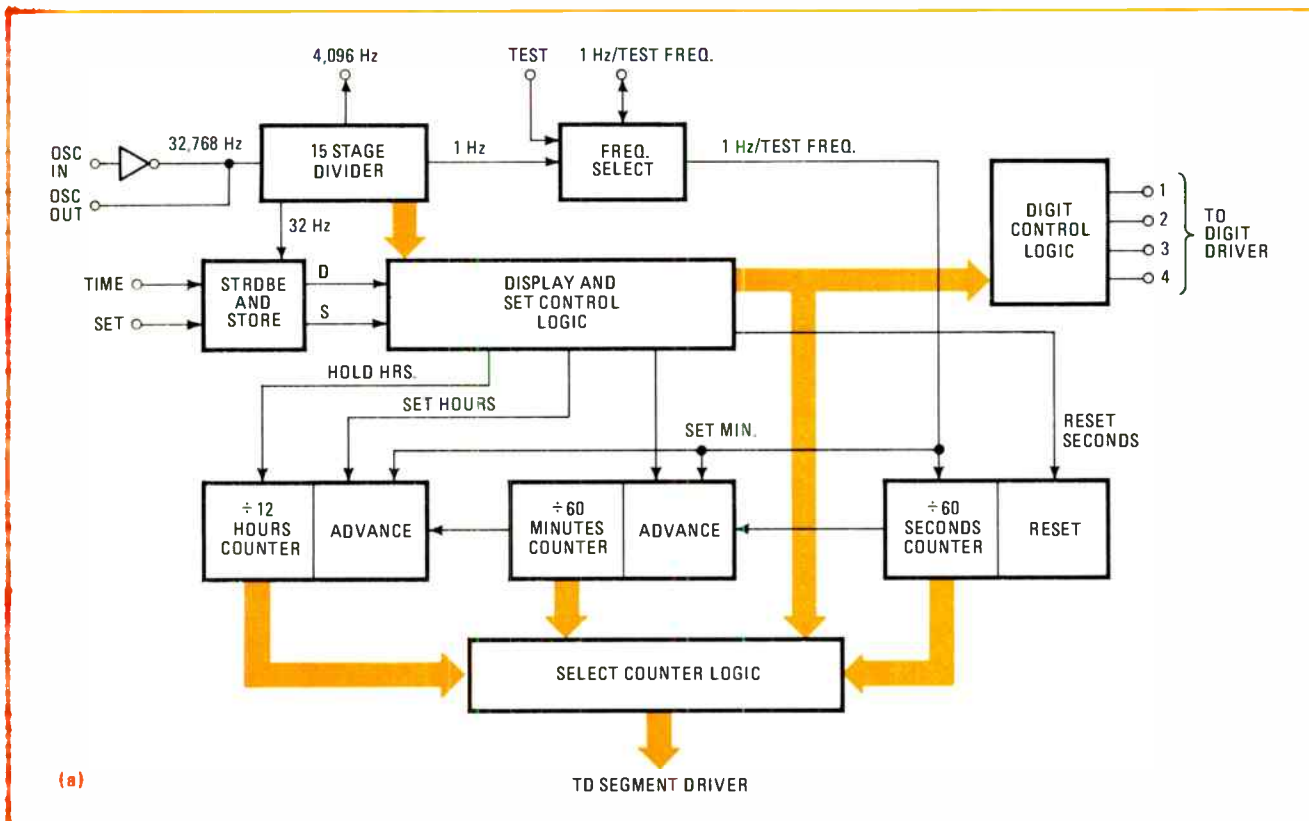 4,096 Hz
TEST
1 Hz/TEST FREQ.
OSC
IN
32,768 Hz
15 STAGE
DIVIDER
1 Hz
FREQ.
SELECT
1 Hz/TEST FREQ.
OSC
OUT
32 Hz
DIGIT
CONTROL
LOGIC
1
2
3
4
TO
DIGIT
DRIVER
TIME
SET
STRDBE
AND
STORE
D
S
DISPLAY AND
SET CONTROL
LOGIC
HOLD HRS.
SET HOURS
SET MIN.
RESET
SECONDS
÷12
HOURS
COUNTER
ADVANCE
÷60
MINUTES
COUNTER
ADVANCE
÷60
SECONDS
COUNTER
RESET
SELECT COUNTER LOGIC
(a)
TD SEGMENT DRIVER